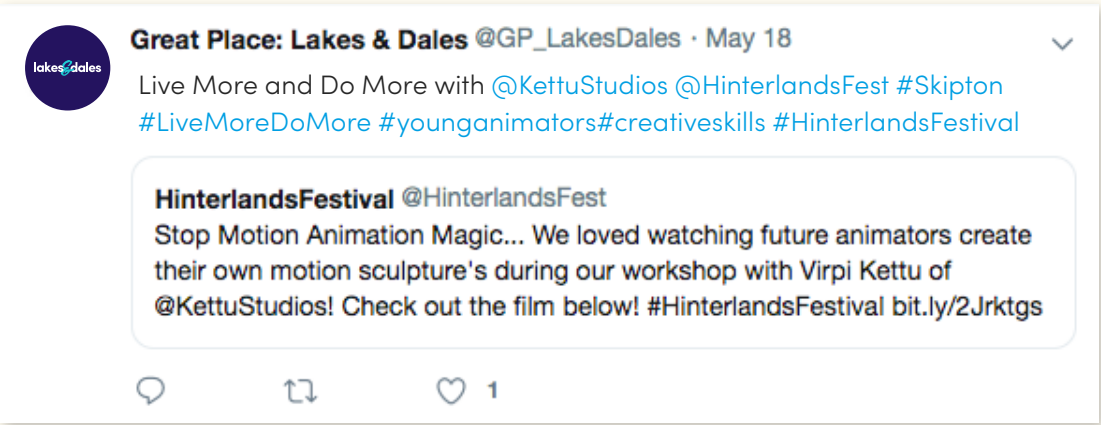 lakes&dales
Great Place: Lakes & Dales @GP_LakesDales · May 18
Live More and Do More with @KettuStudios @HinterlandsFest #Skipton
#LiveMoreDoMore #younganimators#creativeskills #HinterlandsFestival
HinterlandsFestival @HinterlandsFest
Stop Motion Animation Magic... We loved watching future animators create
their own motion sculpture's during our workshop with Virpi Kettu of
@KettuStudios! Check out the film below! #HinterlandsFestival bit.ly/2Jrktgs
1